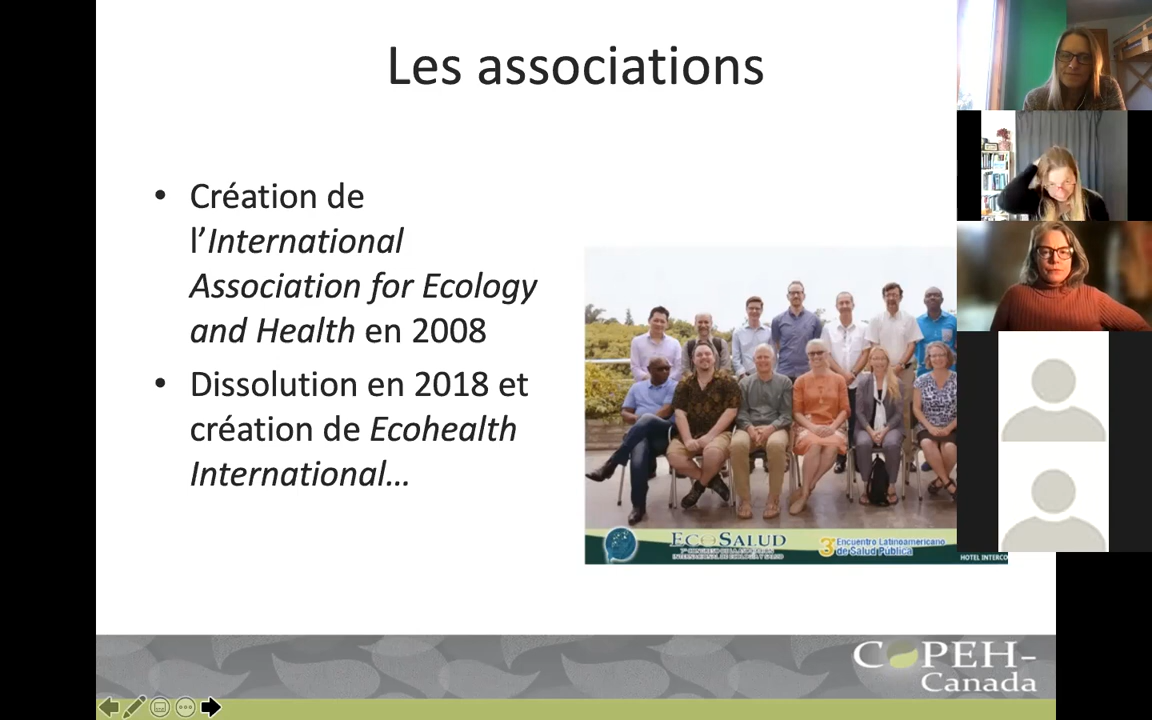 Les associations
• Création de
l’International
Association for Ecology
and Health en 2008
• Dissolution en 2018 et
création de Ecohealth
International...
ECOSALUD
3er Encuentro Latinoamericano
de Salud Pública
HOTEL INTERCO
COPEH-
Canada